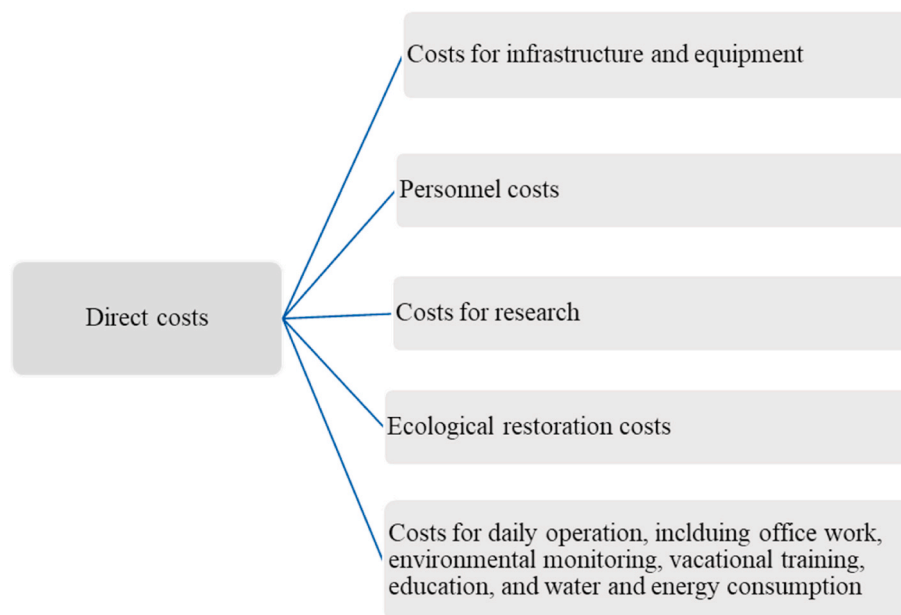 Costs for infrastructure and equipment
Personnel costs
Direct costs
Costs for research
Ecological restoration costs
Costs for daily operation, inclduing office work,
environmental monitoring, vacational training,
education, and water and energy consumption